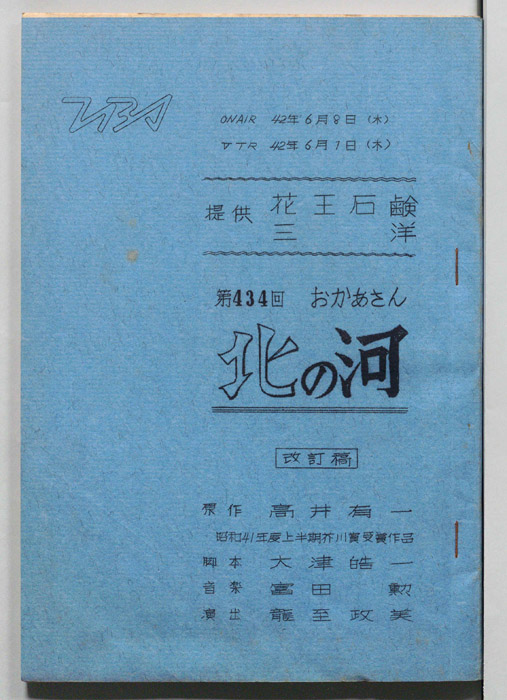 TBS
ONAIR 42年6月8日（木）
VTR 42年6月1日（木）
提供 花王石鹸
三洋
第434回 おかあさん
北の河
改訂稿
原作 高井有一
昭和41年度上半期芥川賞受賞作品
脚本 大津皓一
音楽 冨田勲
演出 龍至政美